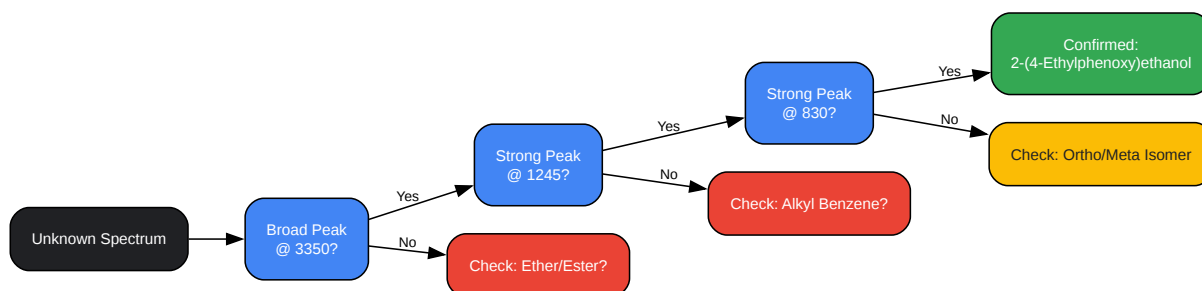 Unknown Spectrum
Broad Peak
@ 3350?
Yes
No
Strong Peak
@ 1245?
Check: Ether/Ester?
Yes
No
Strong Peak
@ 830?
Check: Alkyl Benzene?
Yes
No
Confirmed:
2-(4-Ethylphenoxy)ethanol
Check: Ortho/Meta Isomer